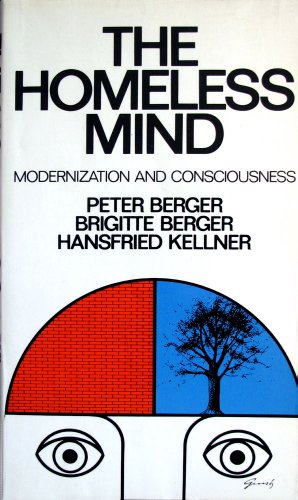 THE
HOMELESS
MIND
MODERNIZATION AND CONSCIOUSNESS
PETER BERGER
BRIGITTE BERGER
HANSFRIED KELLNER